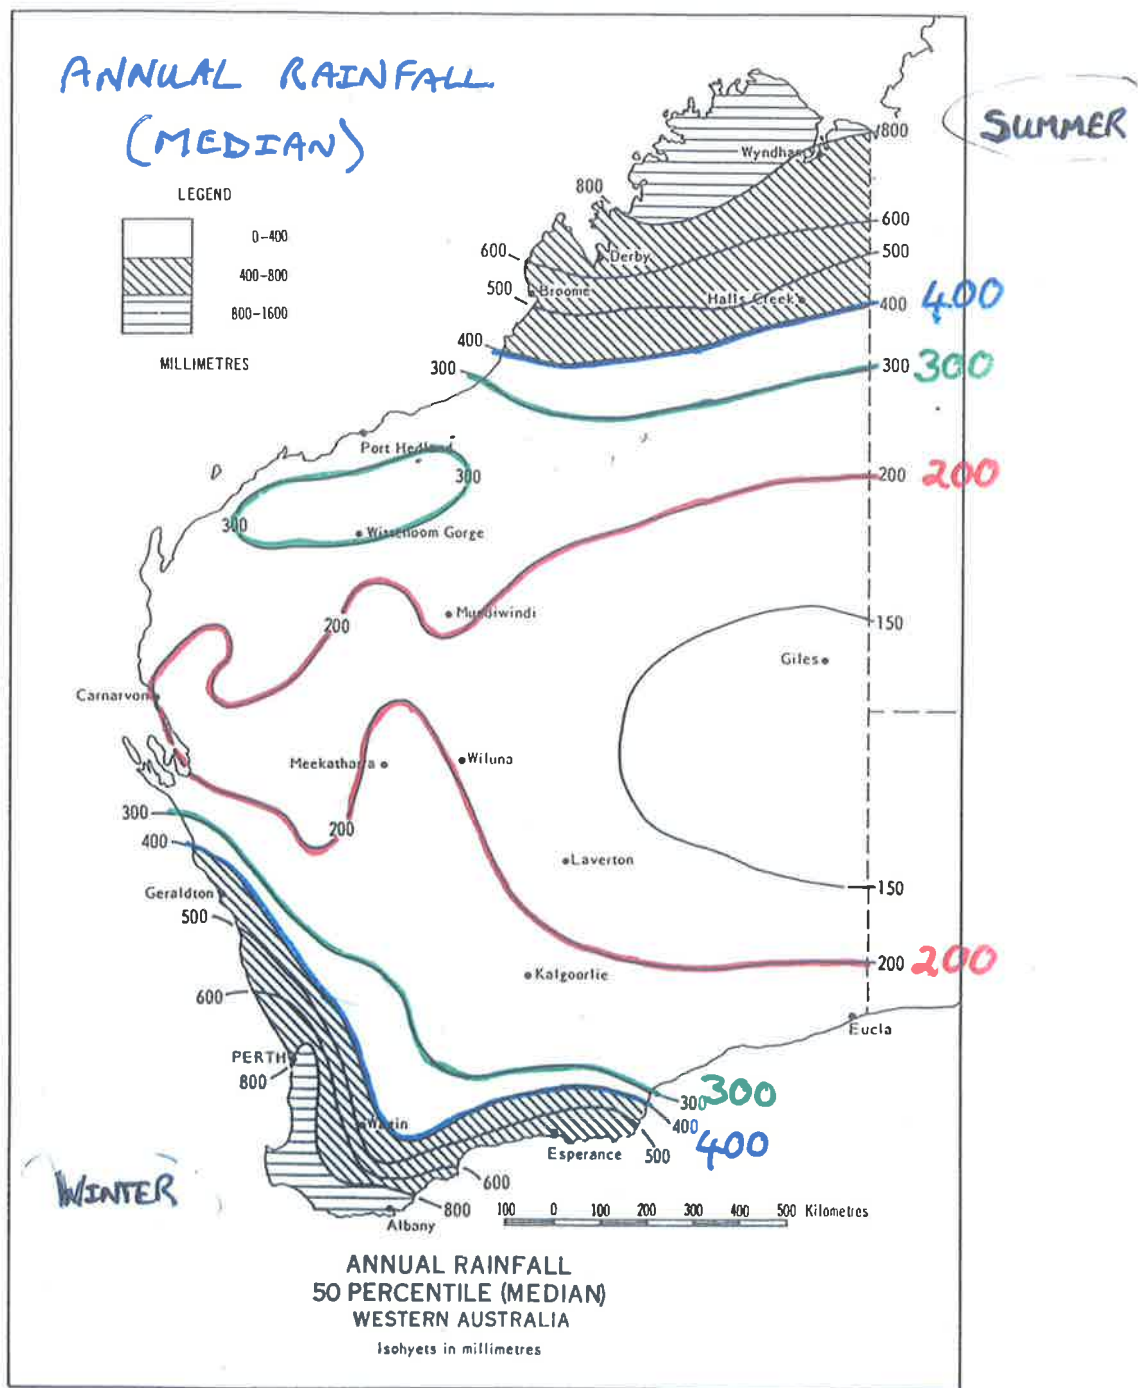 ANNUAL RAINFALL
(MEDIAN)
SUMMER
LEGEND
0-400
400-800
800-1600
MILLIMETRES
800
Wyndham
800
600
600
500
Derby
500
Broome
Halls Creek
400
400
400
300
300
300
Port Hedland
300
200
200
300
Wittenoom Gorge
Mundiwindi
200
150
Giles
Carnarvon
Meekatharra
Wiluna
300
200
400
Laverton
Geraldton
150
500
200
200
Kalgoorlie
600
Eucla
PERTH
800
300
300
Wagin
400
400
Esperance
500
600
WINTER
800
Albany
100 0 100 200 300 400 500 Kilometres
ANNUAL RAINFALL
50 PERCENTILE (MEDIAN)
WESTERN AUSTRALIA
Isohyets in millimetres